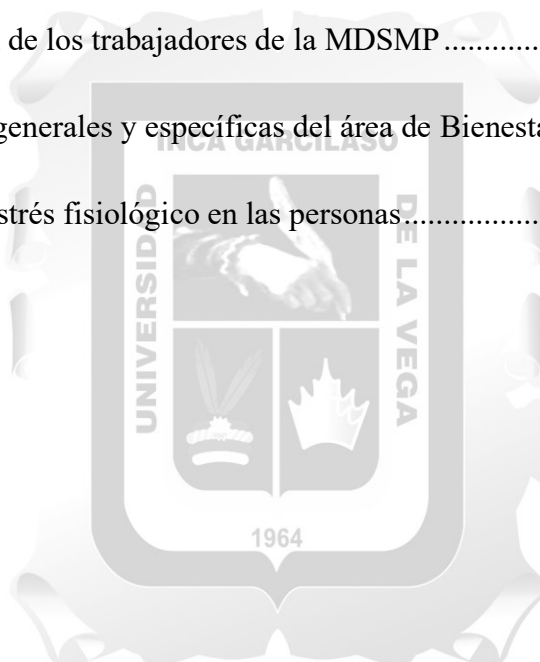 de los trabajadores de la MDSMP.............
generales y específicas del área de Bienesta
INCA GARCILASO
strés fisiológico en las personas..................
UNIVERSIDAD
DE LA VEGA
1964